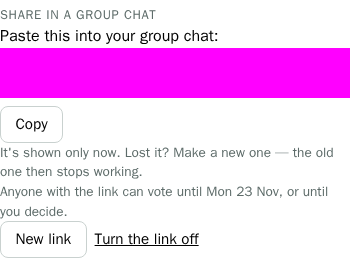 SHARE IN A GROUP CHAT
Paste this into your group chat:
Copy
It's shown only now. Lost it? Make a new one — the old
one then stops working.
Anyone with the link can vote until Mon 23 Nov, or until
you decide.
New link Turn the link off